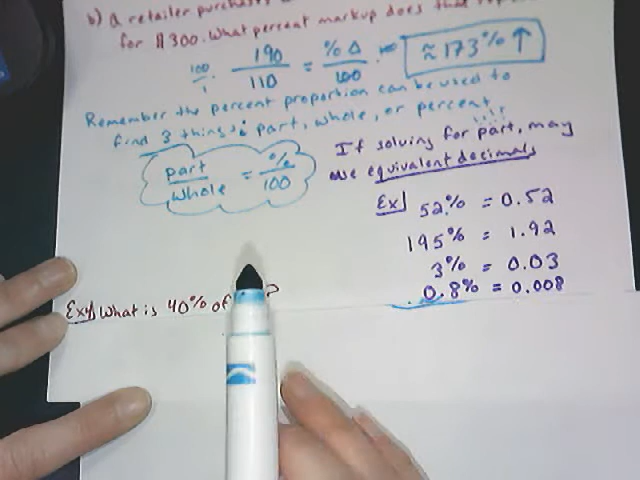 b) A retailer purchases
for $300. What percent markup does that
100/1 · 190/110 = % Δ/100 · 100 ≈ 173% ↑
Remember the percent proportion can be used to
find 3 things: part, whole, or percent
part/whole = %/100
If solving for part, may
use equivalent decimals
Ex) 52% = 0.52
195% = 1.92
3% = 0.03
0.8% = 0.008
Ex) What is 40% of ?